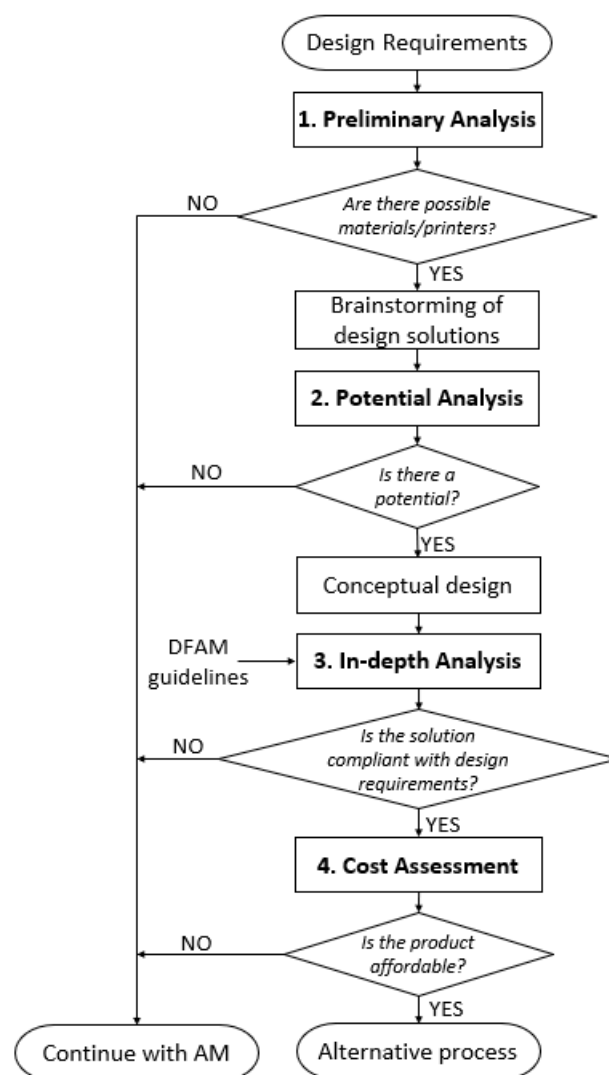 Design Requirements
1. Preliminary Analysis
NO
Are there possible
materials/printers?
YES
Brainstorming of
design solutions
2. Potential Analysis
NO
Is there a
potential?
YES
Conceptual design
DFAM
guidelines
3. In-depth Analysis
NO
Is the solution
compliant with design
requirements?
YES
4. Cost Assessment
NO
Is the product
affordable?
YES
Continue with AM
Alternative process